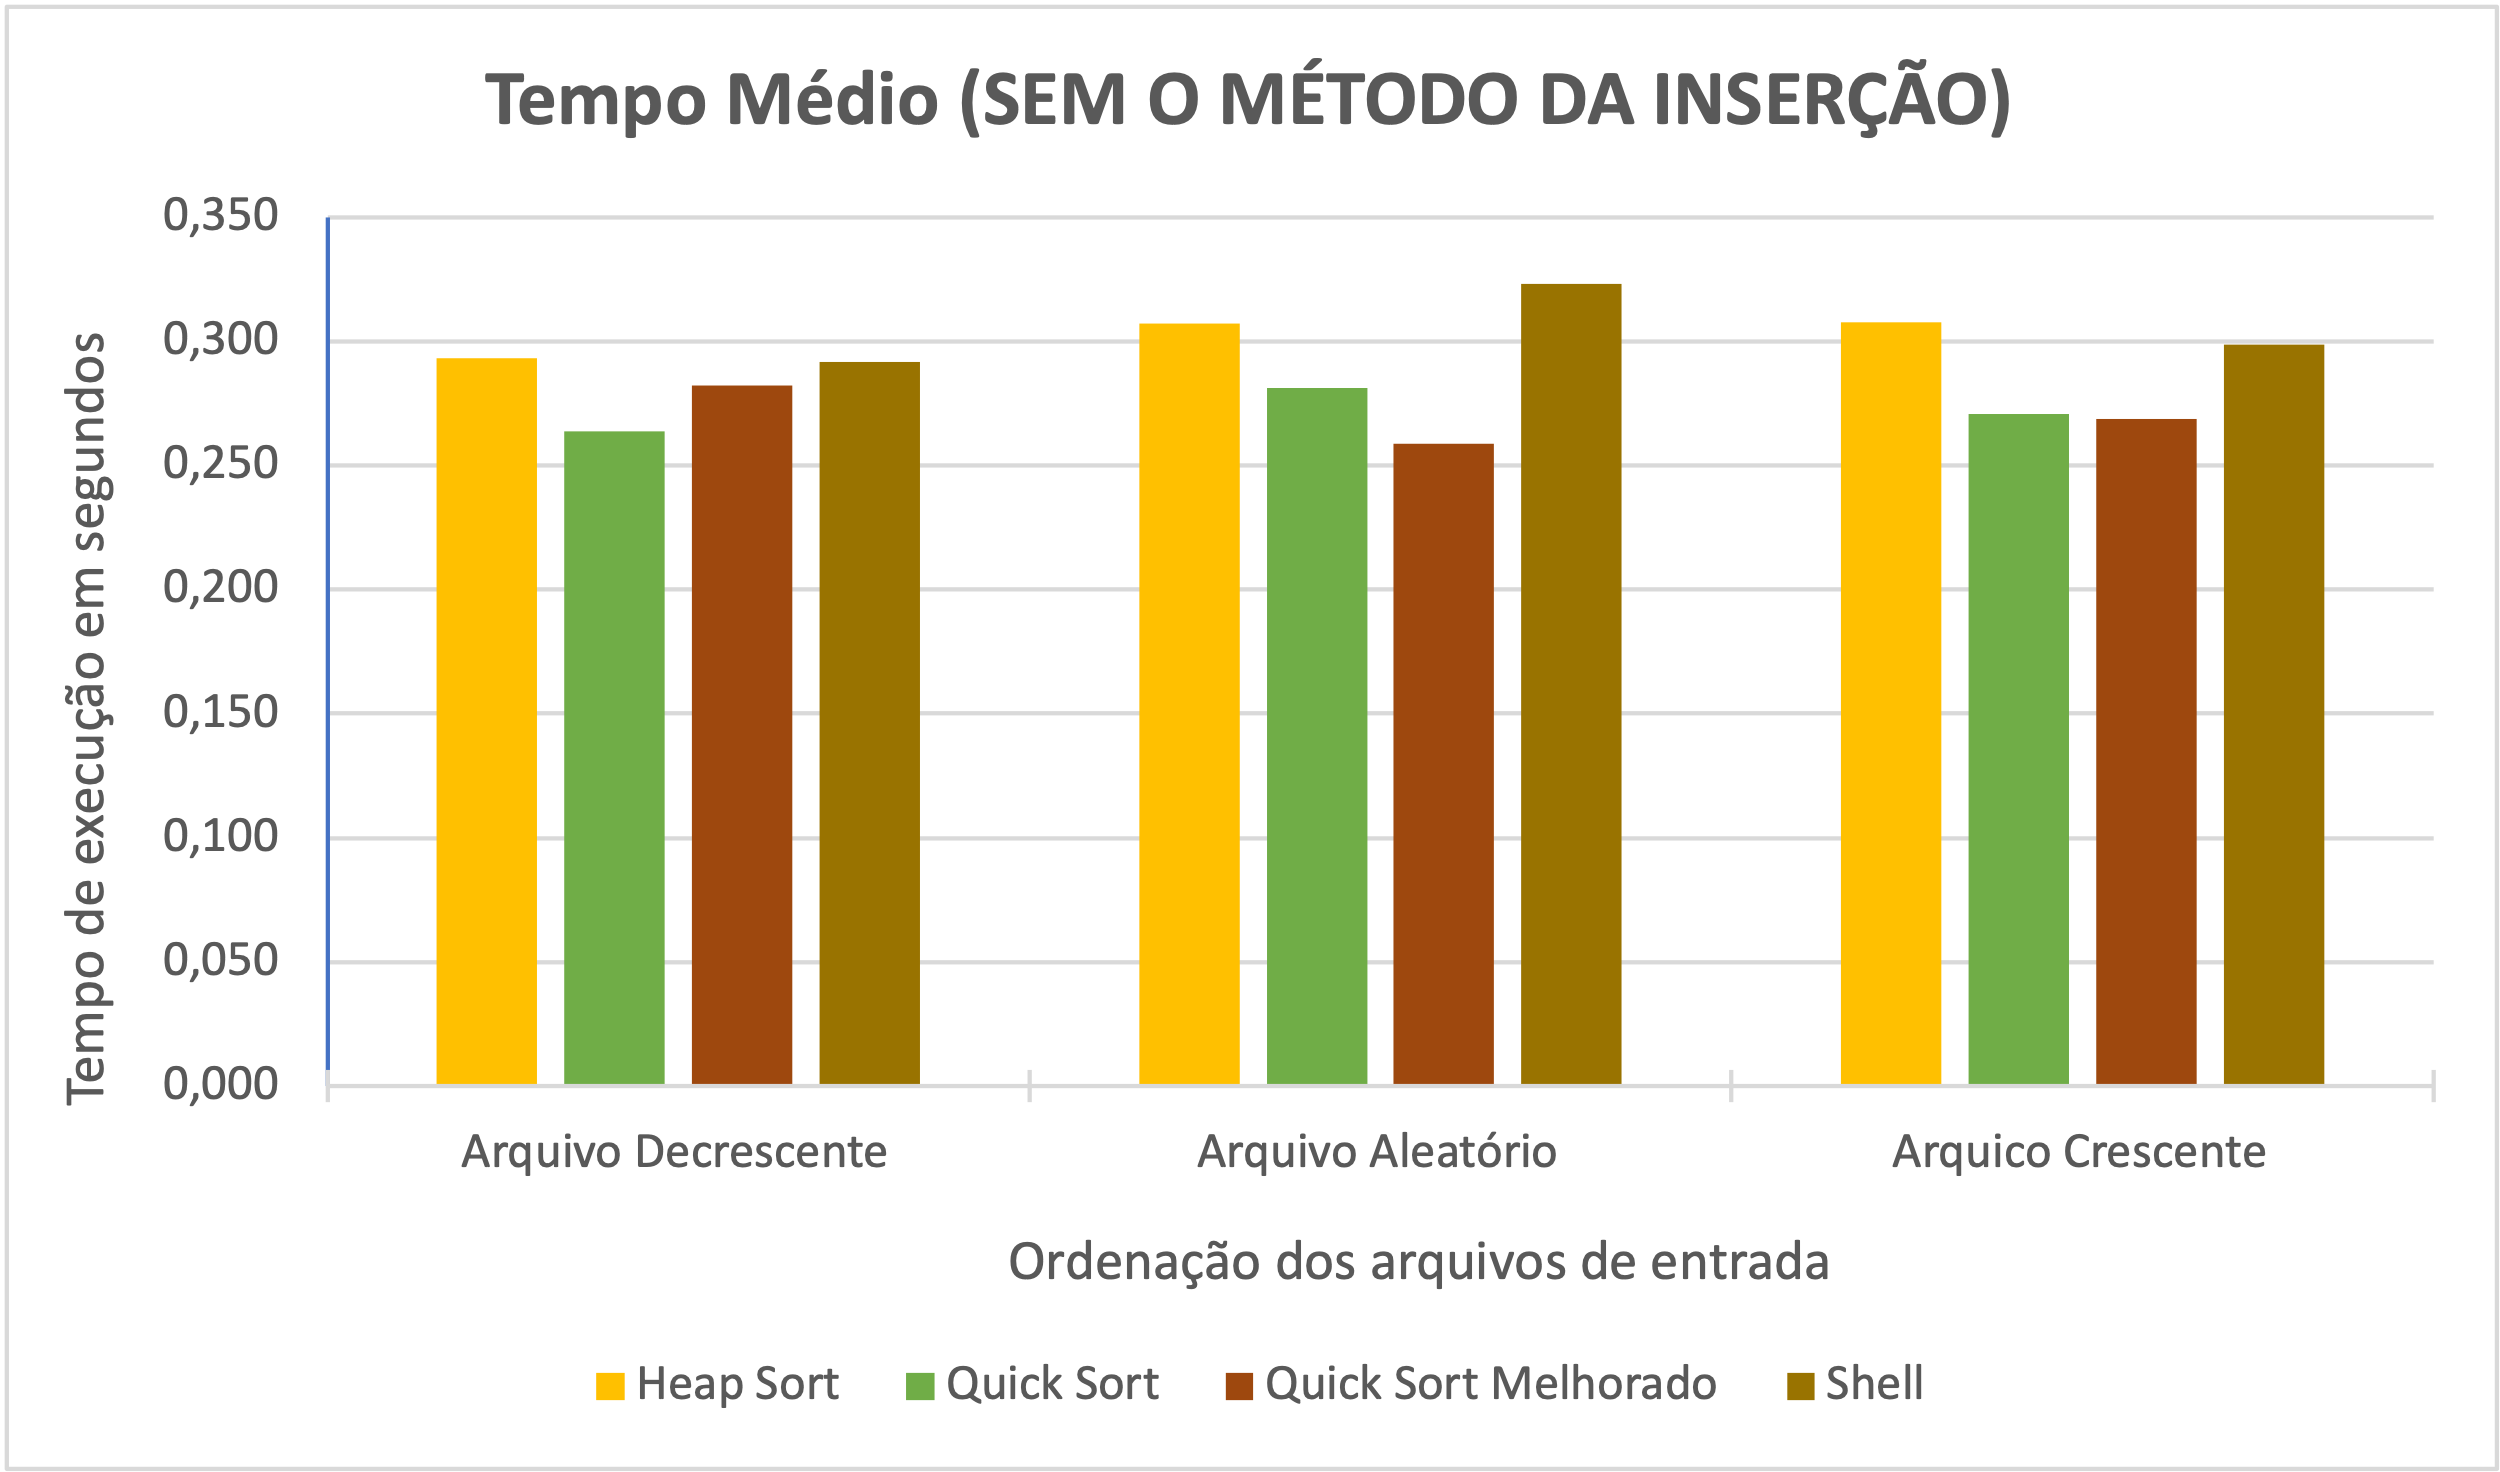 Tempo Médio (SEM O MÉTODO DA INSERÇÃO)
Tempo de execução em segundos
0,350
0,300
0,250
0,200
0,150
0,100
0,050
0,000
Arquivo Decrescente
Arquivo Aleatório
Arquico Crescente
Ordenação dos arquivos de entrada
Heap Sort
Quick Sort
Quick Sort Melhorado
Shell